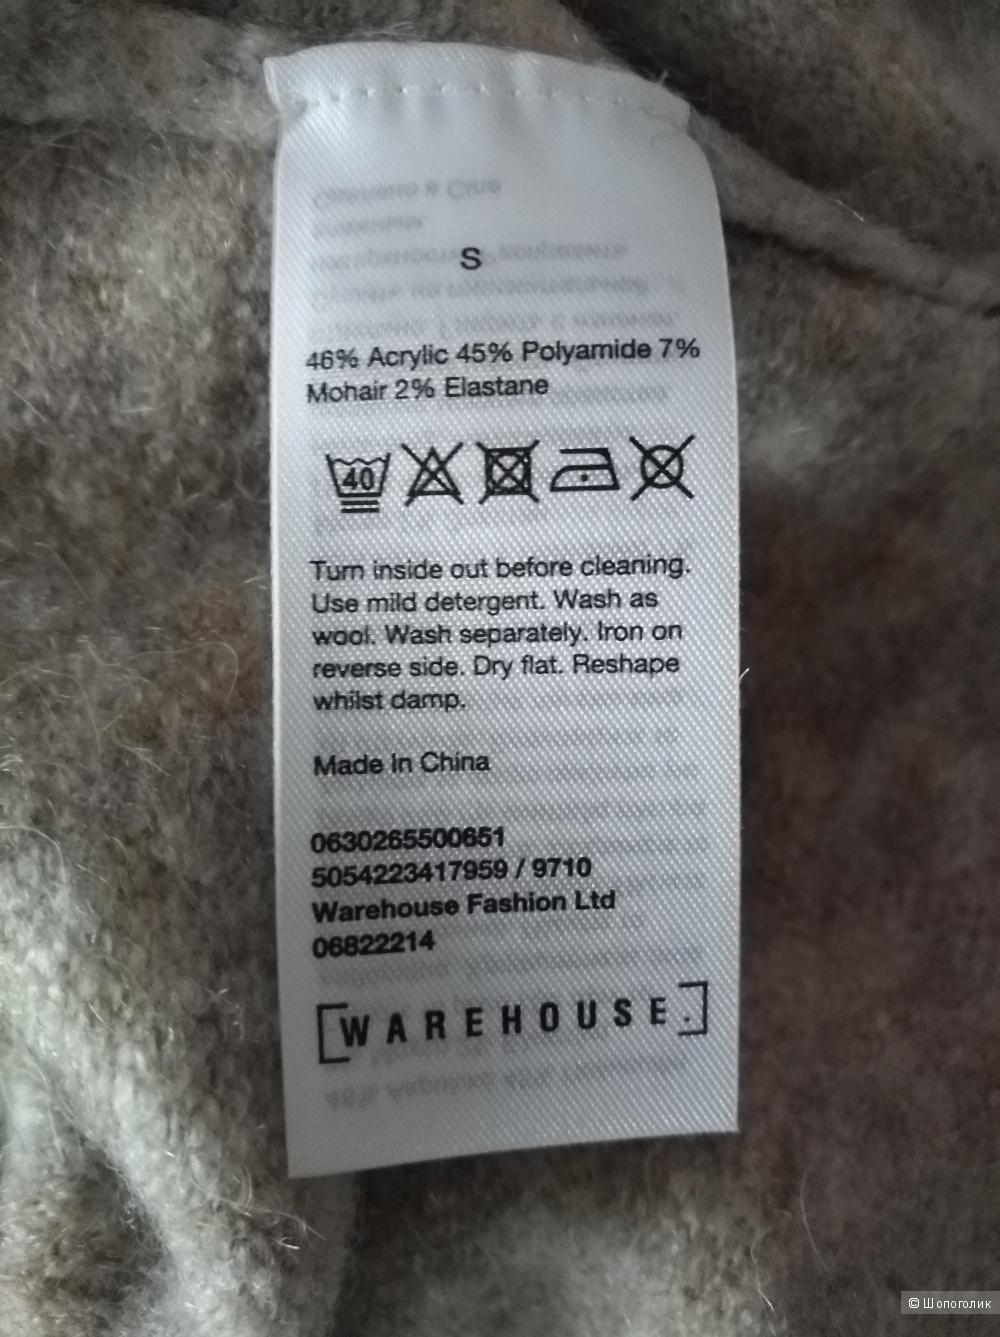 S
46% Acrylic 45% Polyamide 7%
Mohair 2% Elastane
40
Turn inside out before cleaning.
Use mild detergent. Wash as
wool. Wash separately. Iron on
reverse side. Dry flat. Reshape
whilst damp.
Made In China
0630265500651
5054223417959 / 9710
Warehouse Fashion Ltd
06822214
[WAREHOUSE.]
© Шопоголик